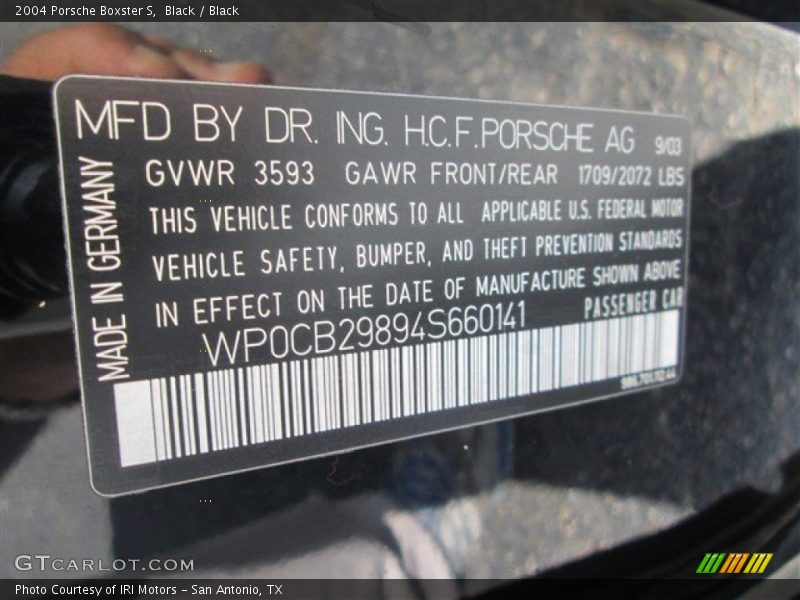 2004 Porsche Boxster S,  Black / Black
MFD BY DR. ING. H.C.F.PORSCHE AG 9/03
GVWR 3593 GAWR FRONT/REAR 1709/2072 LBS
THIS VEHICLE CONFORMS TO ALL APPLICABLE U.S. FEDERAL MOTOR
VEHICLE SAFETY, BUMPER, AND THEFT PREVENTION STANDARDS
IN EFFECT ON THE DATE OF MANUFACTURE SHOWN ABOVE
WP0CB29894S660141 PASSENGER CAR
MADE IN GERMANY
GTCARLOT.COM
Photo Courtesy of IRI Motors – San Antonio, TX